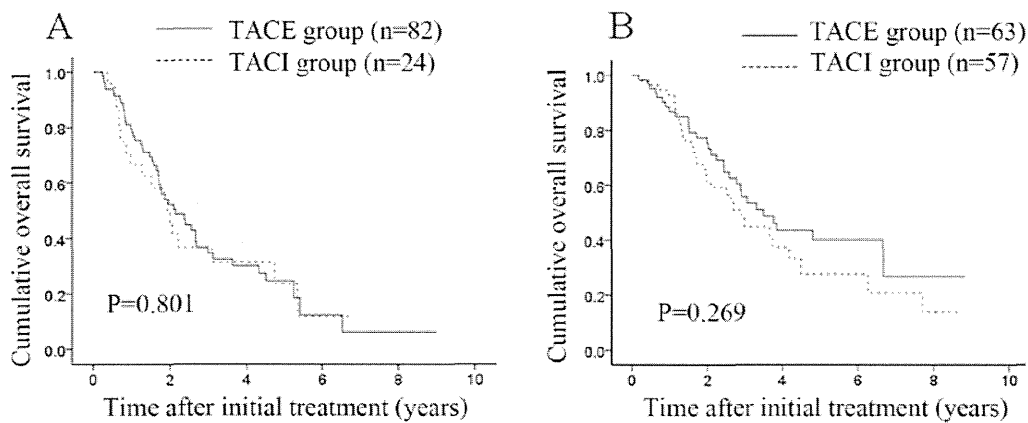 A
TACE group (n=82)
TACI group (n=24)
Cumulative overall survival
1.0
0.8
0.6
0.4
0.2
0.0
P=0.801
0 2 4 6 8 10
Time after initial treatment (years)
B
TACE group (n=63)
TACI group (n=57)
Cumulative overall survival
1.0
0.8
0.6
0.4
0.2
0.0
P=0.269
0 2 4 6 8 10
Time after initial treatment (years)